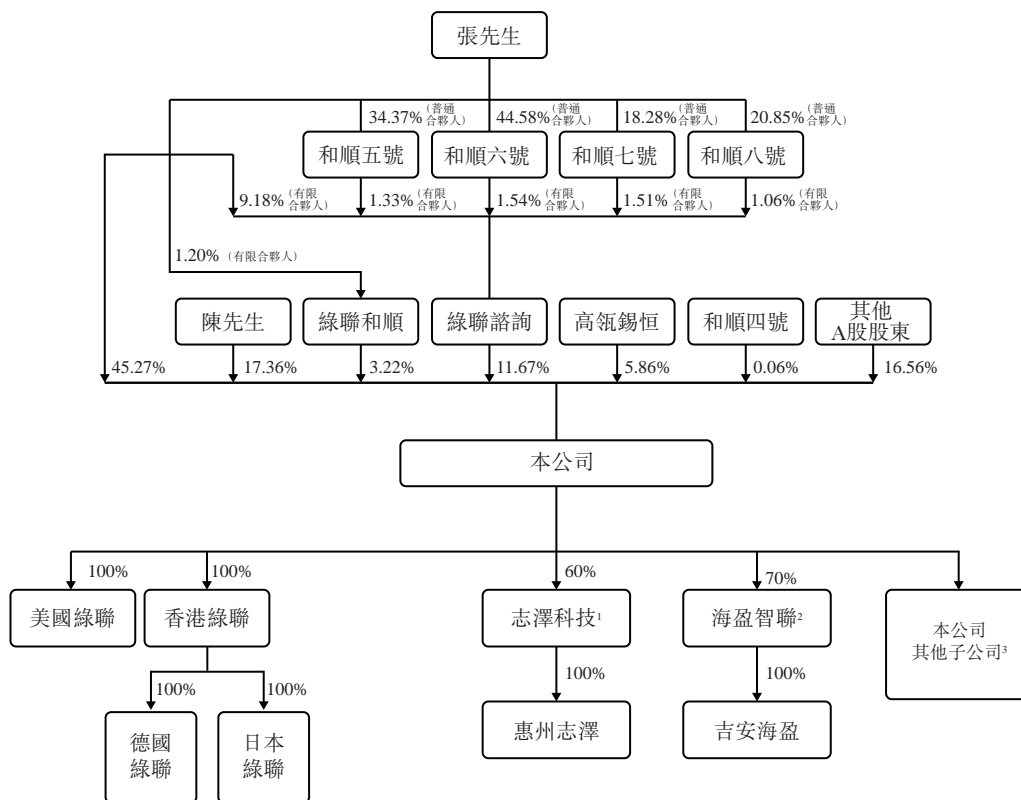 張先生
34.37% (普通合夥人)
44.58% (普通合夥人)
18.28% (普通合夥人)
20.85% (普通合夥人)
和順五號
和順六號
和順七號
和順八號
9.18% (有限合夥人)
1.33% (有限合夥人)
1.54% (有限合夥人)
1.51% (有限合夥人)
1.06% (有限合夥人)
1.20% (有限合夥人)
陳先生
綠聯和順
綠聯諮詢
高瓴錫恒
和順四號
其他
A股股東
45.27%
17.36%
3.22%
11.67%
5.86%
0.06%
16.56%
本公司
100%
100%
60%
70%
美國綠聯
香港綠聯
志澤科技¹
海盈智聯²
本公司
其他子公司³
100%
100%
100%
100%
德國
綠聯
日本
綠聯
惠州志澤
吉安海盈